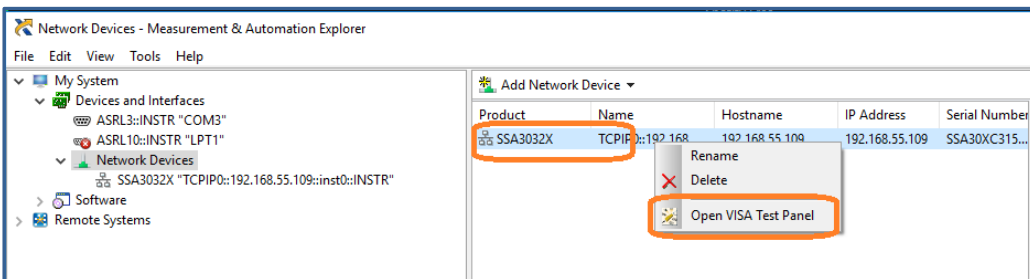 Network Devices - Measurement & Automation Explorer
File Edit View Tools Help
My System
Devices and Interfaces
ASRL3::INSTR "COM3"
ASRL10::INSTR "LPT1"
Network Devices
SSA3032X "TCPIP0::192.168.55.109::inst0::INSTR"
Software
Remote Systems
Add Network Device
Product Name Hostname IP Address Serial Number
SSA3032X TCPIP0::192.168 192.168.55.109 192.168.55.109 SSA30XC315...
Rename
Delete
Open VISA Test Panel